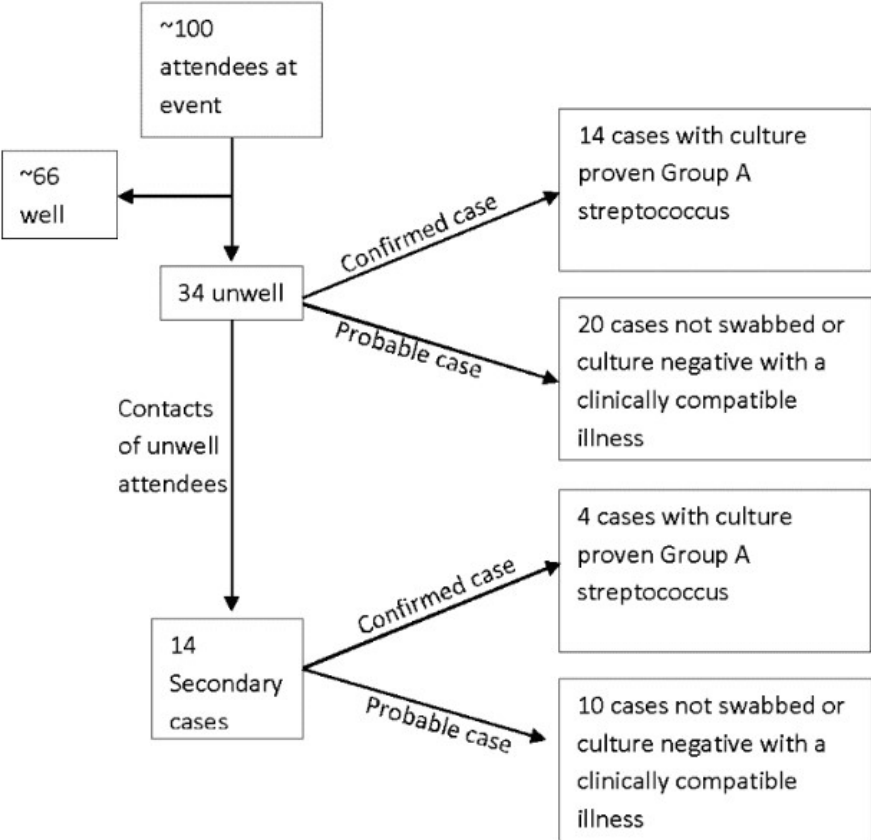 ~100
attendees at
event
~66
well
34 unwell
Confirmed case
14 cases with culture
proven Group A
streptococcus
Probable case
20 cases not swabbed or
culture negative with a
clinically compatible
illness
Contacts
of unwell
attendees
14
Secondary
cases
Confirmed case
4 cases with culture
proven Group A
streptococcus
Probable case
10 cases not swabbed or
culture negative with a
clinically compatible
illness